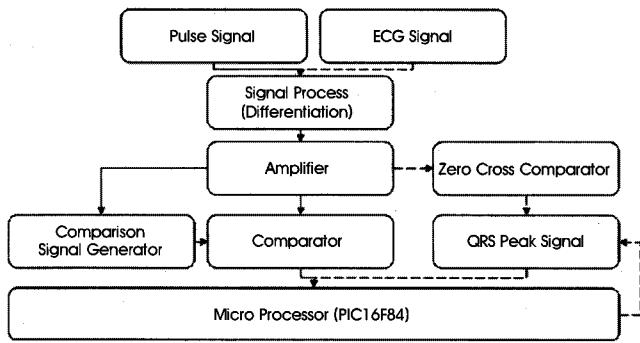 Pulse Signal
ECG Signal
Signal Process
(Differentiation)
Amplifier
Zero Cross Comparator
Comparison
Signal Generator
Comparator
QRS Peak Signal
Micro Processor (PIC16F84)